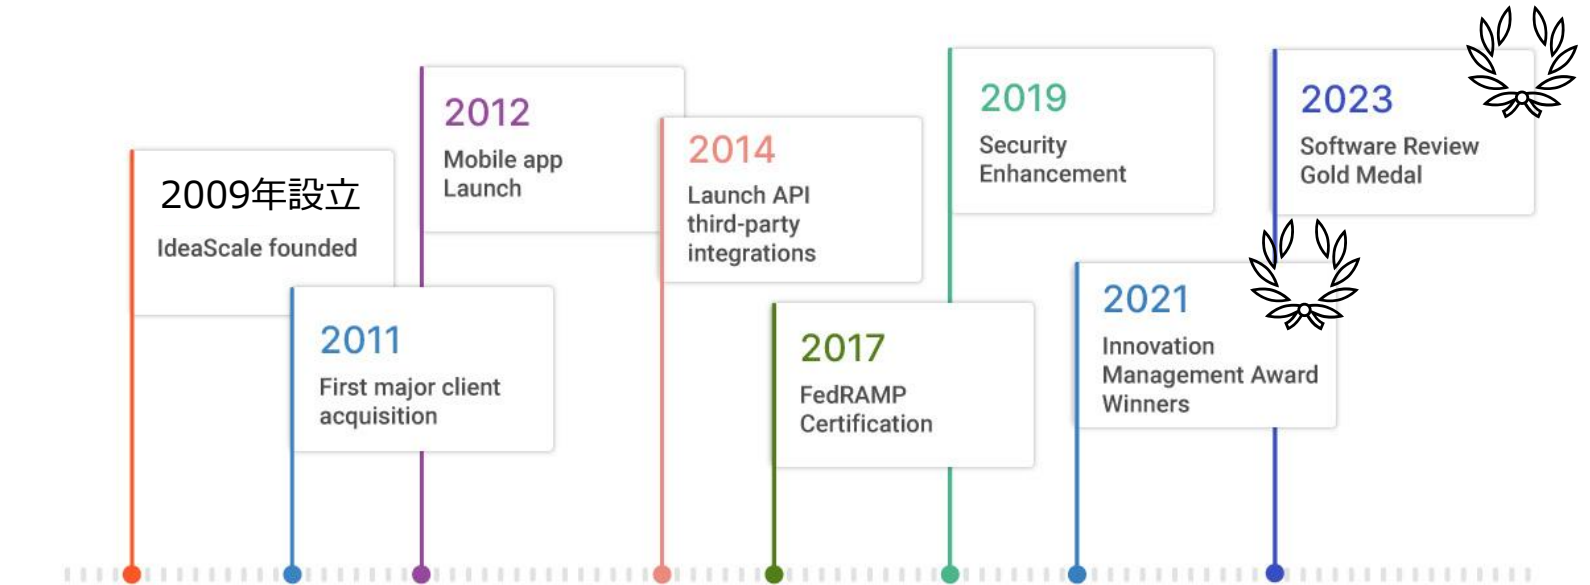 2009年設立
IdeaScale founded
2011
First major client
acquisition
2012
Mobile app
Launch
2014
Launch API
third-party
integrations
2017
FedRAMP
Certification
2019
Security
Enhancement
2021
Innovation
Management Award
Winners
2023
Software Review
Gold Medal